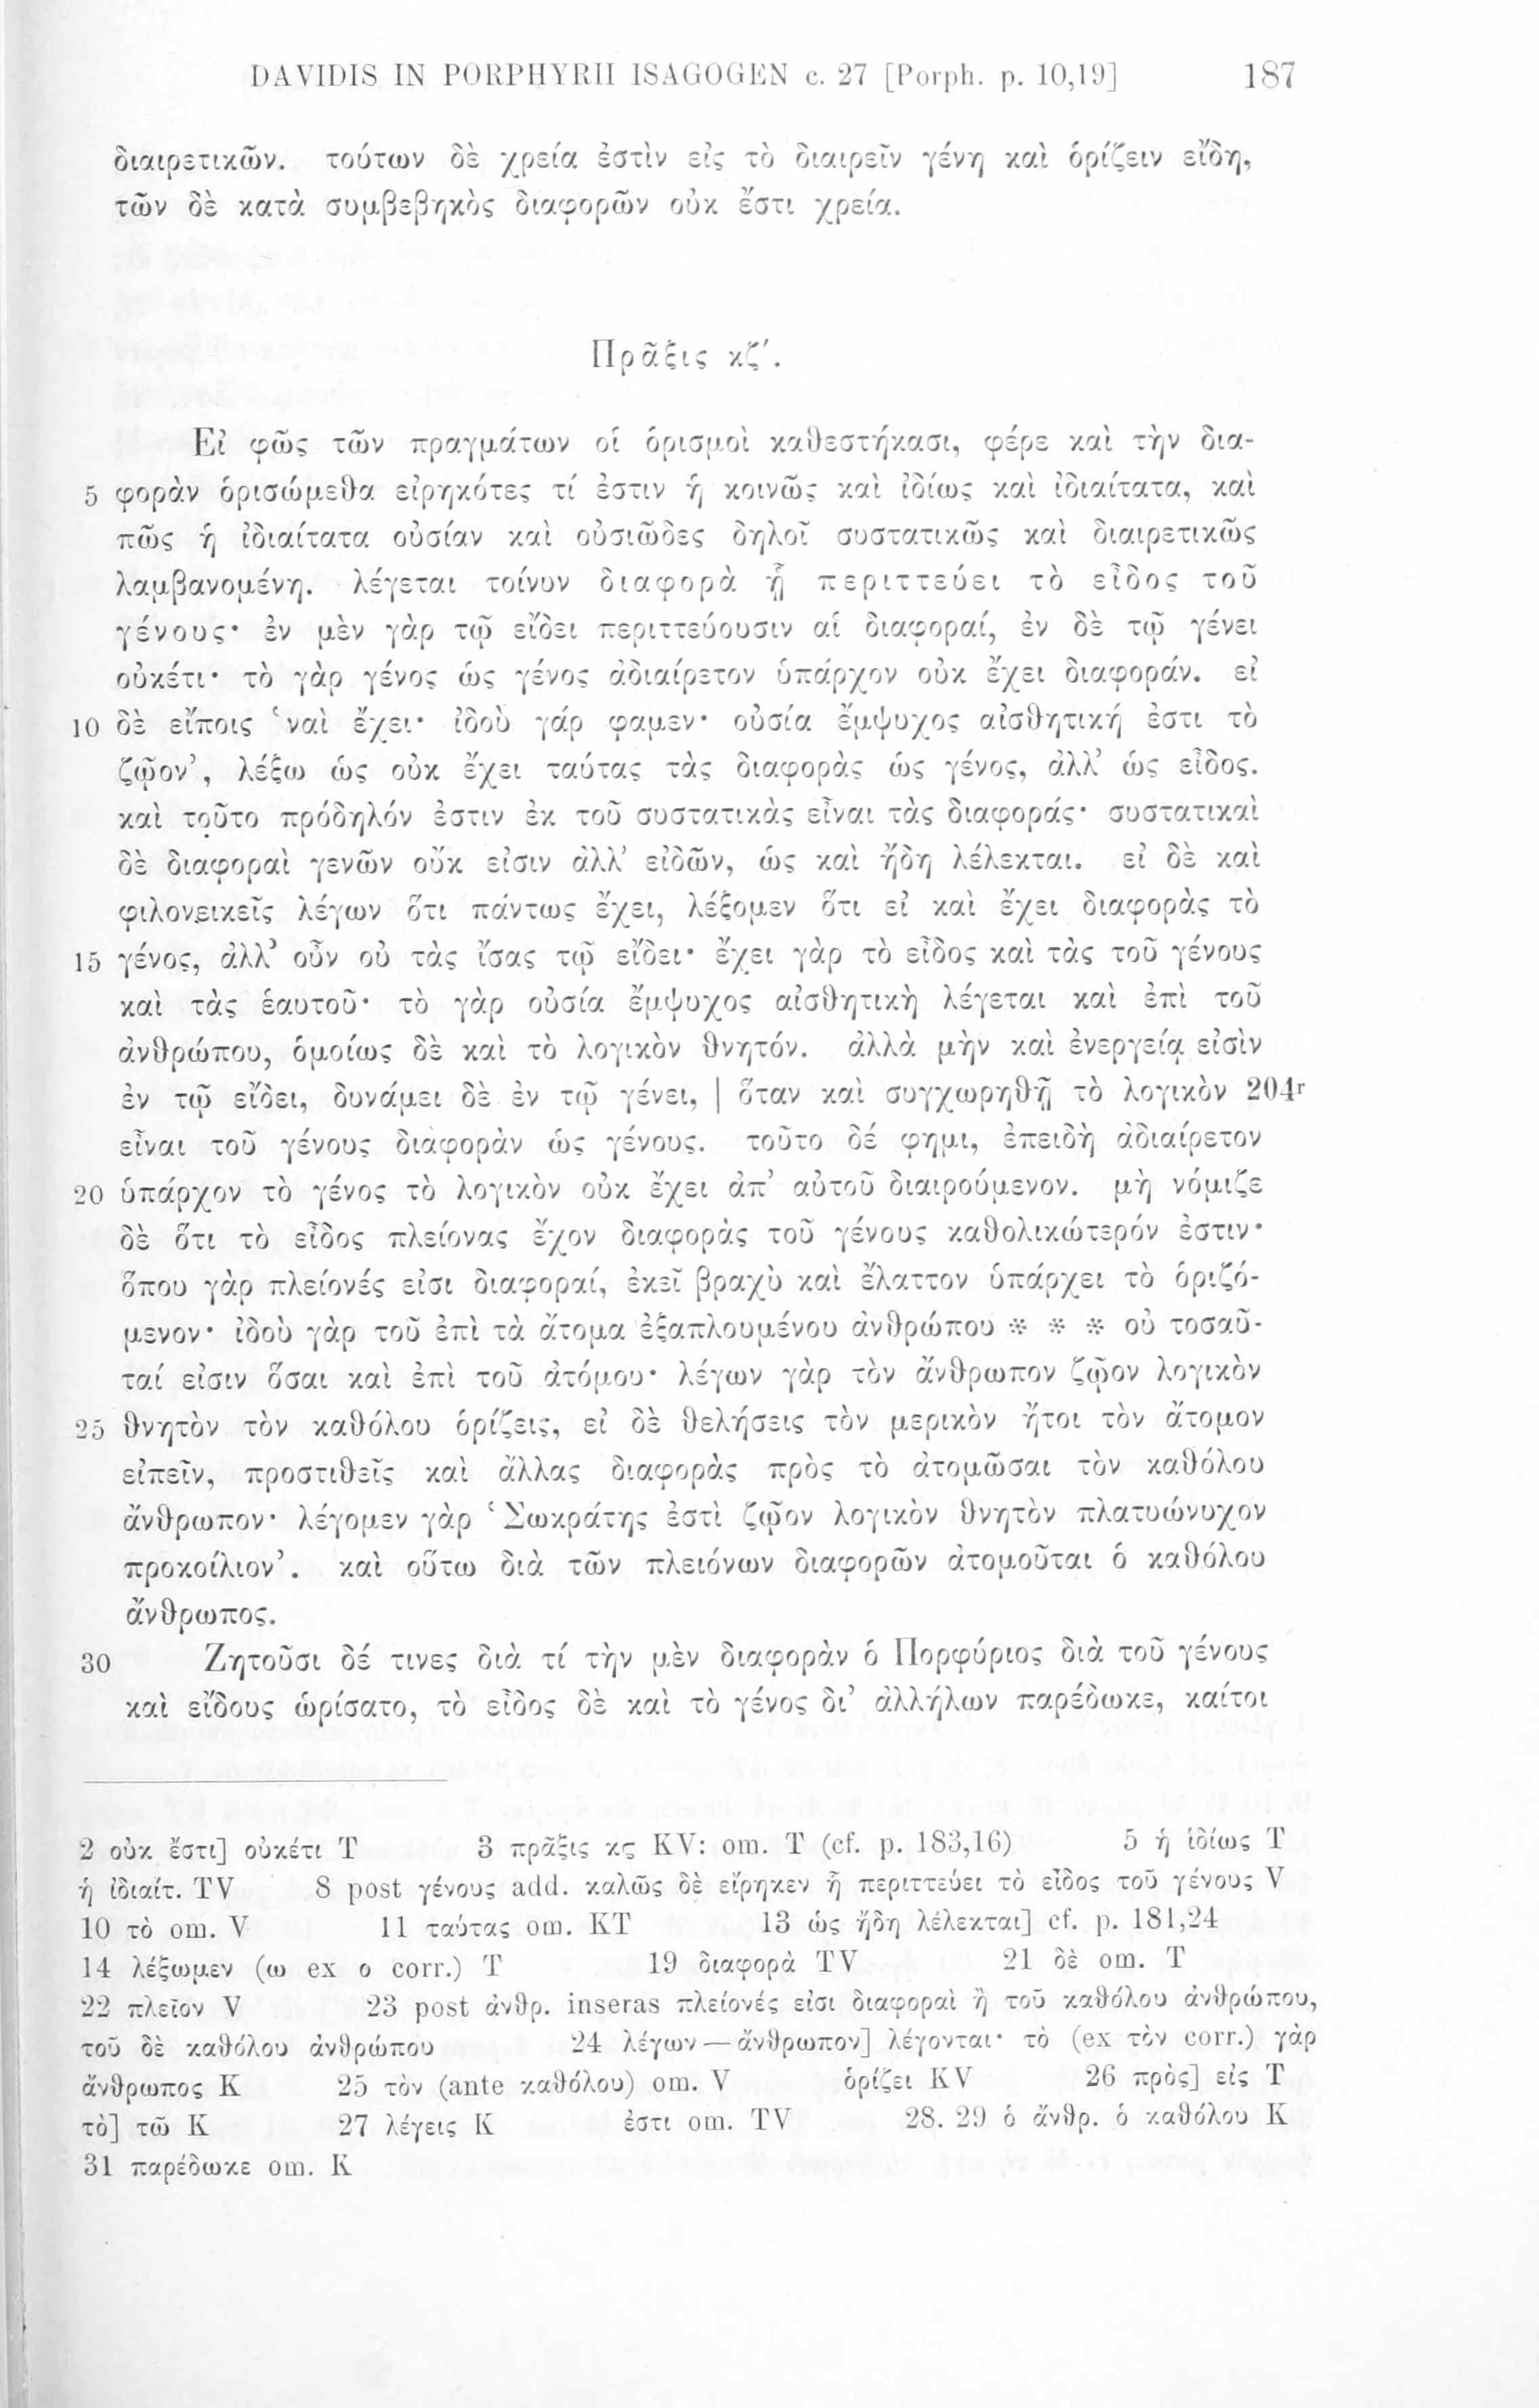 DAVIDIS IN PORPHYRII ISAGOGEN c. 27 [Porph. p. 10,19] 187
διαιρετικῶν. τούτων δὲ χρεία ἐστὶν εἰς τὸ διαιρεῖν γένη καὶ ὁρίζειν εἴδη,
τῶν δὲ κατὰ συμβεβηκὸς διαφορῶν οὐκ ἔστι χρεία.
Πρᾶξις κζ′.
Εἰ φῶς τῶν πραγμάτων οἱ ὁρισμοὶ καθεστήκασι, φέρε καὶ τὴν δια-
5 φορὰν ὁρισώμεθα εἰρηκότες τί ἐστιν ἡ κοινῶς καὶ ἰδίως καὶ ἰδιαίτατα, καὶ
πῶς ἡ ἰδιαίτατα οὐσίαν καὶ οὐσιῶδες δηλοῖ συστατικῶς καὶ διαιρετικῶς
λαμβανομένη. λέγεται τοίνυν διαφορὰ ᾗ περιττεύει τὸ εἶδος τοῦ
γένους· ἐν μὲν γὰρ τῷ εἴδει περιττεύουσιν αἱ διαφοραί, ἐν δὲ τῷ γένει
οὐκέτι· τὸ γὰρ γένος ὡς γένος ἀδιαίρετον ὑπάρχον οὐκ ἔχει διαφοράν. εἰ
10 δὲ εἴποις ‘ναὶ ἔχει· ἰδοὺ γάρ φαμεν· οὐσία ἔμψυχος αἰσθητική ἐστι τὸ
ζῷον’, λέξω ὡς οὐκ ἔχει ταύτας τὰς διαφορὰς ὡς γένος, ἀλλ’ ὡς εἶδος.
καὶ τοῦτο πρόδηλόν ἐστιν ἐκ τοῦ συστατικὰς εἶναι τὰς διαφοράς· συστατικαὶ
δὲ διαφοραὶ γενῶν οὔκ εἰσιν ἀλλ’ εἰδῶν, ὡς καὶ ἤδη λέλεκται. εἰ δὲ καὶ
φιλονεικεῖς λέγων ὅτι πάντως ἔχει, λέξομεν ὅτι εἰ καὶ ἔχει διαφορὰς τὸ
15 γένος, ἀλλ’ οὖν οὐ τὰς ἴσας τῷ εἴδει· ἔχει γὰρ τὸ εἶδος καὶ τὰς τοῦ γένους
καὶ τὰς ἑαυτοῦ· τὸ γὰρ οὐσία ἔμψυχος αἰσθητικὴ λέγεται καὶ ἐπὶ τοῦ
ἀνθρώπου, ὁμοίως δὲ καὶ τὸ λογικὸν θνητόν. ἀλλὰ μὴν καὶ ἐνεργείᾳ εἰσὶν
ἐν τῷ εἴδει, δυνάμει δὲ ἐν τῷ γένει, | ὅταν καὶ συγχωρηθῇ τὸ λογικὸν 204r
εἶναι τοῦ γένους διαφορὰν ὡς γένους. τοῦτο δέ φημι, ἐπειδὴ ἀδιαίρετον
20 ὑπάρχον τὸ γένος τὸ λογικὸν οὐκ ἔχει ἀπ’ αὐτοῦ διαιρούμενον. μὴ νόμιζε
δὲ ὅτι τὸ εἶδος πλείονας ἔχον διαφορὰς τοῦ γένους καθολικώτερόν ἐστιν·
ὅπου γὰρ πλείονές εἰσι διαφοραί, ἐκεῖ βραχὺ καὶ ἔλαττον ὑπάρχει τὸ ὁριζό-
μενον· ἰδοὺ γὰρ τοῦ ἐπὶ τὰ ἄτομα ἐξαπλουμένου ἀνθρώπου * * * οὐ τοσαῦ-
ταί εἰσιν ὅσαι καὶ ἐπὶ τοῦ ἀτόμου· λέγων γὰρ τὸν ἄνθρωπον ζῷον λογικὸν
25 θνητὸν τὸν καθόλου ὁρίζεις, εἰ δὲ θελήσεις τὸν μερικὸν ἤτοι τὸν ἄτομον
εἰπεῖν, προστιθεῖς καὶ ἄλλας διαφορὰς πρὸς τὸ ἀτομῶσαι τὸν καθόλου
ἄνθρωπον· λέγομεν γὰρ ‘Σωκράτης ἐστὶ ζῷον λογικὸν θνητὸν πλατυώνυχον
προκοίλιον’. καὶ οὕτω διὰ τῶν πλειόνων διαφορῶν ἀτομοῦται ὁ καθόλου
ἄνθρωπος.
30 Ζητοῦσι δέ τινες διὰ τί τὴν μὲν διαφορὰν ὁ Πορφύριος διὰ τοῦ γένους
καὶ εἴδους ὡρίσατο, τὸ εἶδος δὲ καὶ τὸ γένος δι’ ἀλλήλων παρέδωκε, καίτοι
2 οὐκ ἔστι] οὐκέτι T 3 πρᾶξις κς KV: om. T (cf. p. 183,16) 5 ἡ ἰδίως T
ἡ ἰδιαίτ. TV 8 post γένους add. καλῶς δὲ εἴρηκεν ᾗ περιττεύει τὸ εἶδος τοῦ γένους V
10 τὸ om. V 11 ταύτας om. KT 13 ὡς ἤδη λέλεκται] cf. p. 181,24
14 λέξωμεν (ω ex ο corr.) T 19 διαφορὰ TV 21 δὲ om. T
22 πλεῖον V 23 post ἀνθρ. inseras πλείονές εἰσι διαφοραὶ ἢ τοῦ καθόλου ἀνθρώπου,
τοῦ δὲ καθόλου ἀνθρώπου 24 λέγων — ἄνθρωπον] λέγονται· τὸ (ex τὸν corr.) γὰρ
ἄνθρωπος K 25 τὸν (ante καθόλου) om. V ὁρίζει KV 26 πρὸς] εἰς T
τὸ] τῶ K 27 λέγεις K ἐστι om. TV 28. 29 ὁ ἄνθρ. ὁ καθόλου K
31 παρέδωκε om. K